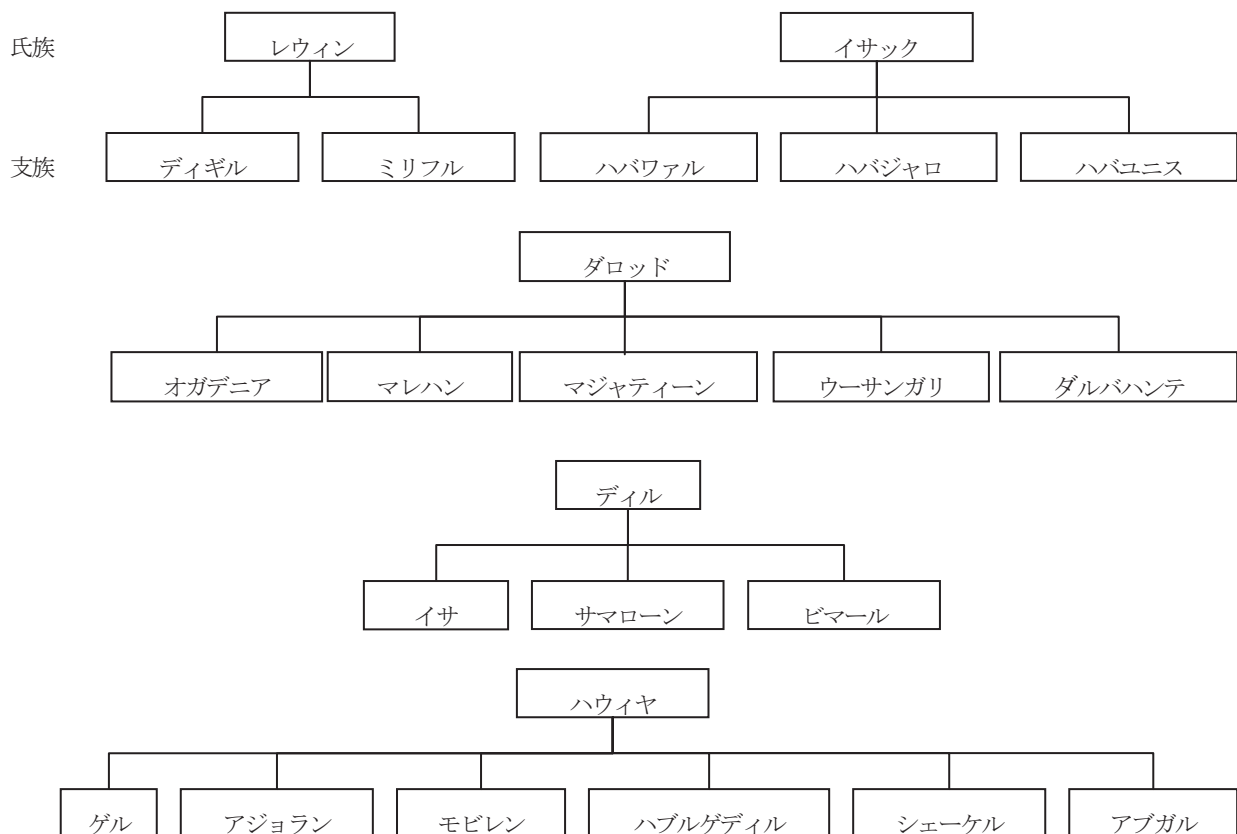 氏族 レウィン イサック
支族 ディギル ミリフル ハバワァル ハバジャロ ハバユニス
ダロッド
オガデニア マレハン マジャティーン ウーサンガリ ダルバハンテ
ディル
イサ サマローン ビマール
ハウィヤ
ゲル アジョラン モビレン ハブルゲディル シェーケル アブガル